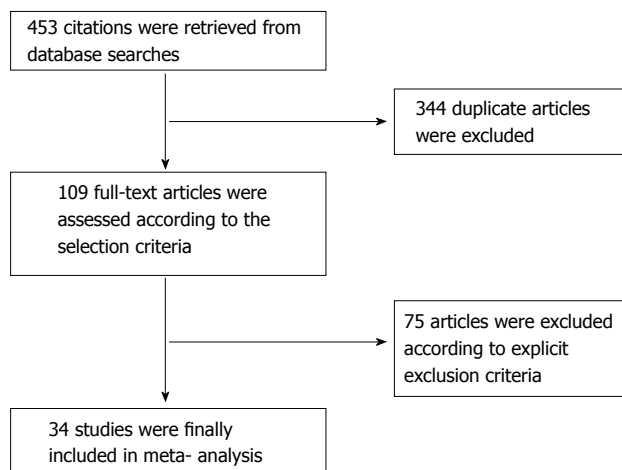 453 citations were retrieved from
database searches
344 duplicate articles
were excluded
109 full-text articles were
assessed according to the
selection criteria
75 articles were excluded
according to explicit
exclusion criteria
34 studies were finally
included in meta- analysis